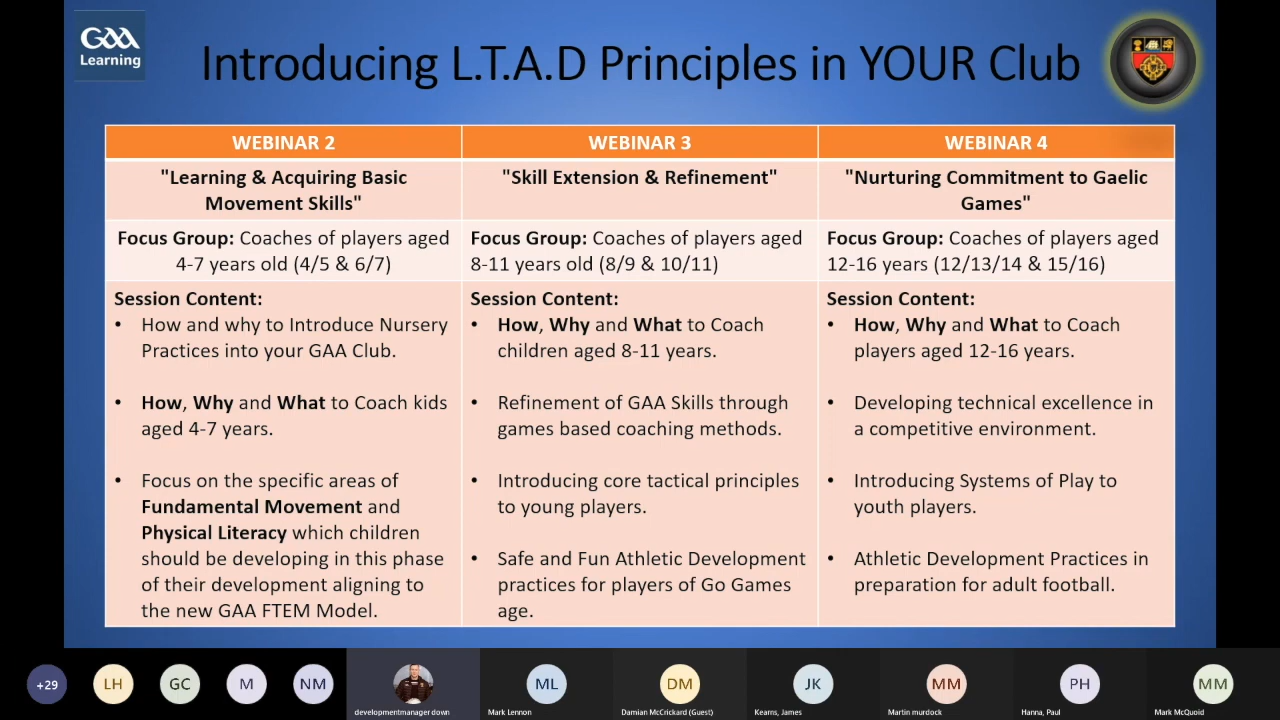 GAA
Learning
Introducing L.T.A.D Principles in YOUR Club
WEBINAR 2
WEBINAR 3
WEBINAR 4
"Learning & Acquiring Basic
Movement Skills"
"Skill Extension & Refinement"
"Nurturing Commitment to Gaelic
Games"
Focus Group: Coaches of players aged
4-7 years old (4/5 & 6/7)
Focus Group: Coaches of players aged
8-11 years old (8/9 & 10/11)
Focus Group: Coaches of players aged
12-16 years (12/13/14 & 15/16)
Session Content:
• How and why to Introduce Nursery
Practices into your GAA Club.
• How, Why and What to Coach kids
aged 4-7 years.
• Focus on the specific areas of
Fundamental Movement and
Physical Literacy which children
should be developing in this phase
of their development aligning to
the new GAA FTEM Model.
Session Content:
• How, Why and What to Coach
children aged 8-11 years.
• Refinement of GAA Skills through
games based coaching methods.
• Introducing core tactical principles
to young players.
• Safe and Fun Athletic Development
practices for players of Go Games
age.
Session Content:
• How, Why and What to Coach
players aged 12-16 years.
• Developing technical excellence in
a competitive environment.
• Introducing Systems of Play to
youth players.
• Athletic Development Practices in
preparation for adult football.
+29
LH
GC
M
NM
developmentmanager down
ML
Mark Lennon
DM
Damian McCrickard (Guest)
JK
Kearns, James
MM
Martin murdock
PH
Hanna, Paul
MM
Mark McQuoid